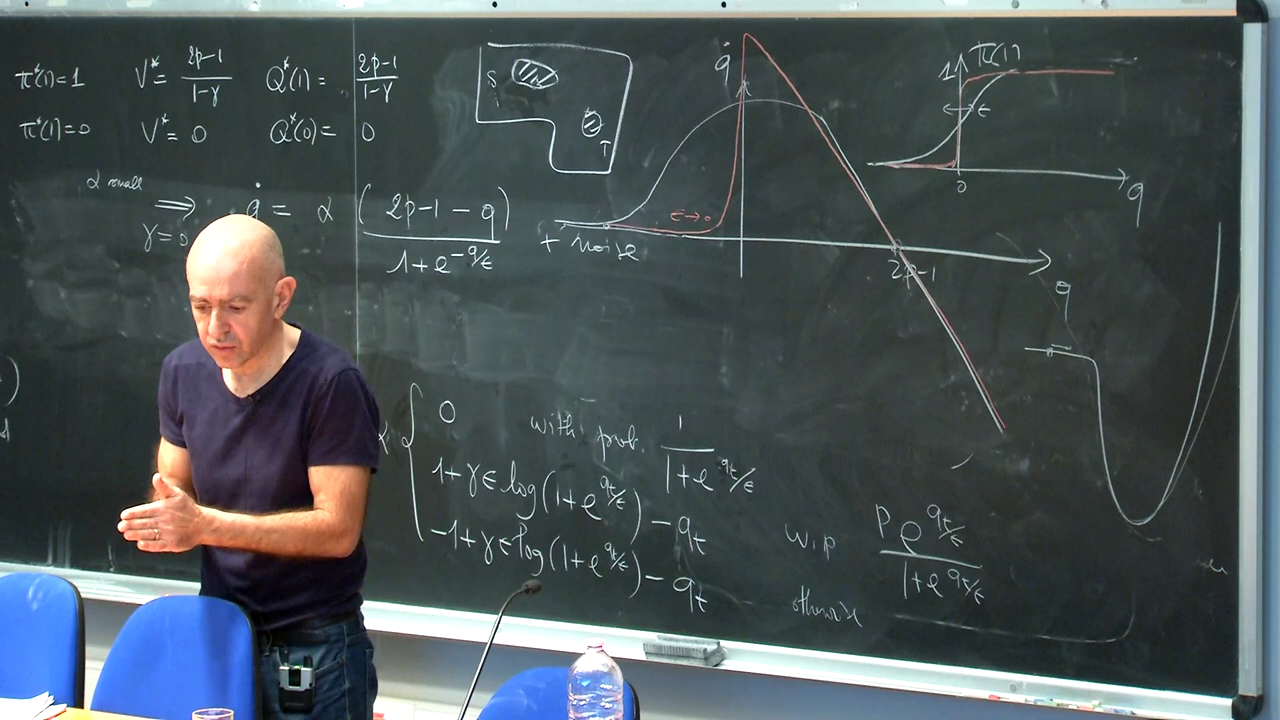 π*(1)=1 V* = (2p-1)/(1-γ) Q*(1) = (2p-1)/(1-γ)
π*(1)=0 V* = 0 Q*(0) = 0
α small
⇒ q̇ = α (2p-1-q)/(1+e^{-q/ε})
γ=0
+ noise
S
T
q̇
ε→0
2p-1
q
1 π(1)
ε
0
q
α { 0 with prob. 1/(1+e^{q_t/ε})
1+γε log(1+e^{q_t/ε}) - q_t w.p p e^{q_t/ε}/(1+e^{q_t/ε})
-1+γε log(1+e^{q_t/ε}) - q_t otherwise